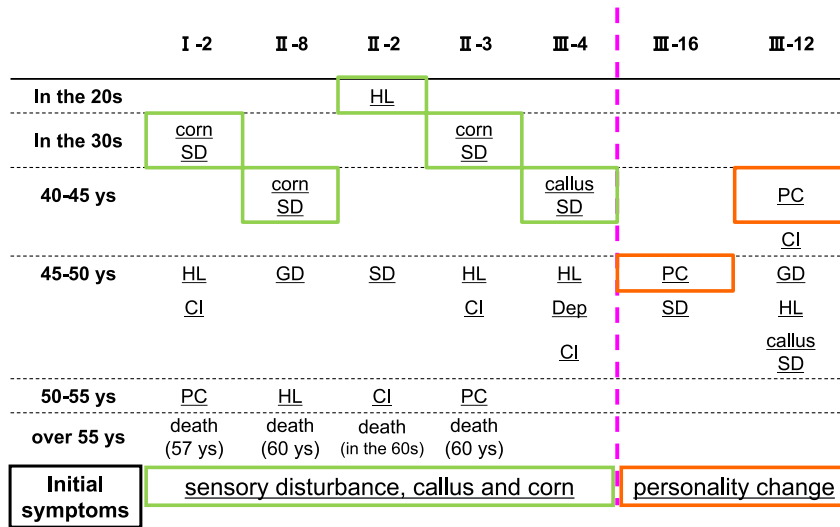 Ⅰ-2 Ⅱ-8 Ⅱ-2 Ⅱ-3 Ⅲ-4 Ⅲ-16 Ⅲ-12
In the 20s HL
In the 30s corn SD corn SD
40-45 ys corn SD callus SD PC
CI
45-50 ys HL GD SD HL HL PC GD
CI CI Dep SD HL
CI callus SD
50-55 ys PC HL CI PC
over 55 ys death (57 ys) death (60 ys) death (in the 60s) death (60 ys)
Initial symptoms sensory disturbance, callus and corn personality change